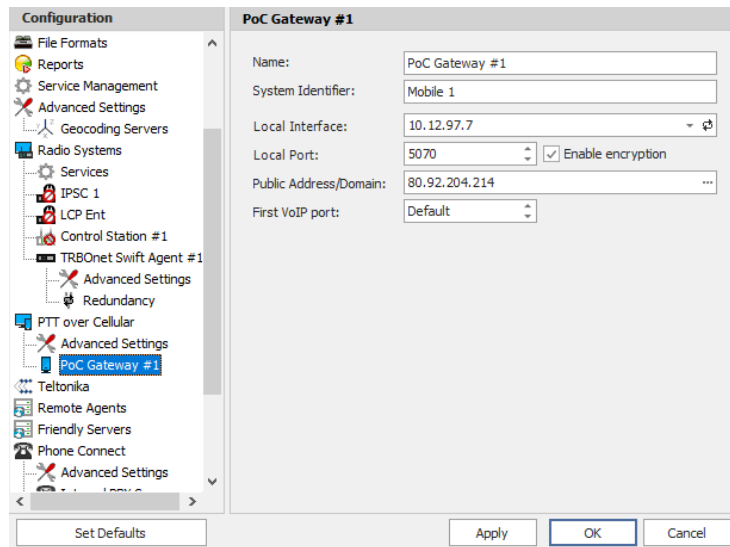 Configuration
File Formats
Reports
Service Management
Advanced Settings
Geocoding Servers
Radio Systems
Services
IPSC 1
LCP Ent
Control Station #1
TRBOnet Swift Agent #1
Advanced Settings
Redundancy
PTT over Cellular
Advanced Settings
PoC Gateway #1
Teltonika
Remote Agents
Friendly Servers
Phone Connect
Advanced Settings
Set Defaults
PoC Gateway #1
Name: PoC Gateway #1
System Identifier: Mobile 1
Local Interface: 10.12.97.7
Local Port: 5070 Enable encryption
Public Address/Domain: 80.92.204.214 ...
First VoIP port: Default
Apply OK Cancel